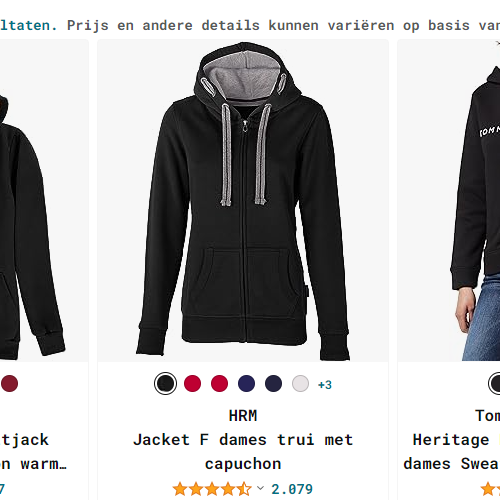 ltaten. Prijs en andere details kunnen variëren op basis van
TOMM
+3
HRM
Jacket F dames trui met
capuchon
2.079
tjack
n warm…
7
Tom
Heritage
dames Swea